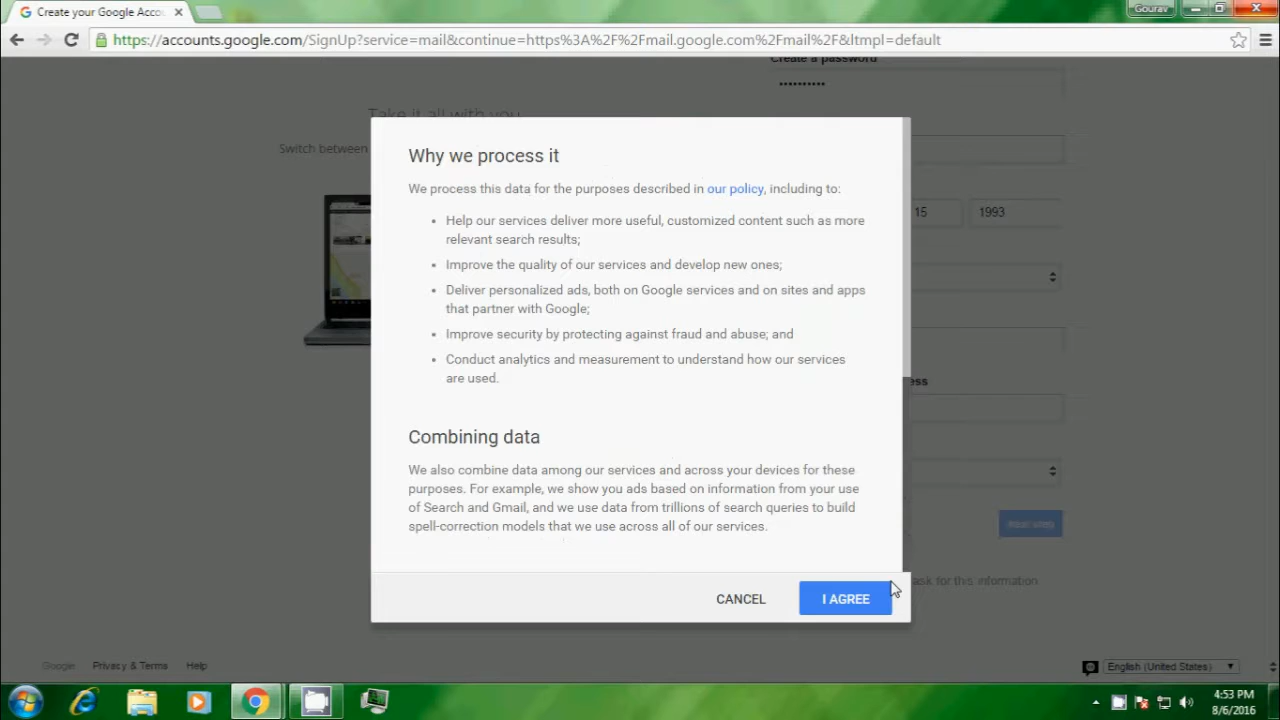 Create your Google Acco
Gourav
https://accounts.google.com/SignUp?service=mail&continue=https%3A%2F%2Fmail.google.com%2Fmail%2F&ltmpl=default
Create a password
Take it all with you
Switch between
15
1993
Why we process it
We process this data for the purposes described in our policy, including to:
• Help our services deliver more useful, customized content such as more
relevant search results;
• Improve the quality of our services and develop new ones;
• Deliver personalized ads, both on Google services and on sites and apps
that partner with Google;
• Improve security by protecting against fraud and abuse; and
• Conduct analytics and measurement to understand how our services
are used.
ess
Combining data
We also combine data among our services and across your devices for these
purposes. For example, we show you ads based on information from your use
of Search and Gmail, and we use data from trillions of search queries to build
spell-correction models that we use across all of our services.
Next step
ask for this information
CANCEL
I AGREE
Google
Privacy & Terms
Help
English (United States)
4:53 PM
8/6/2016